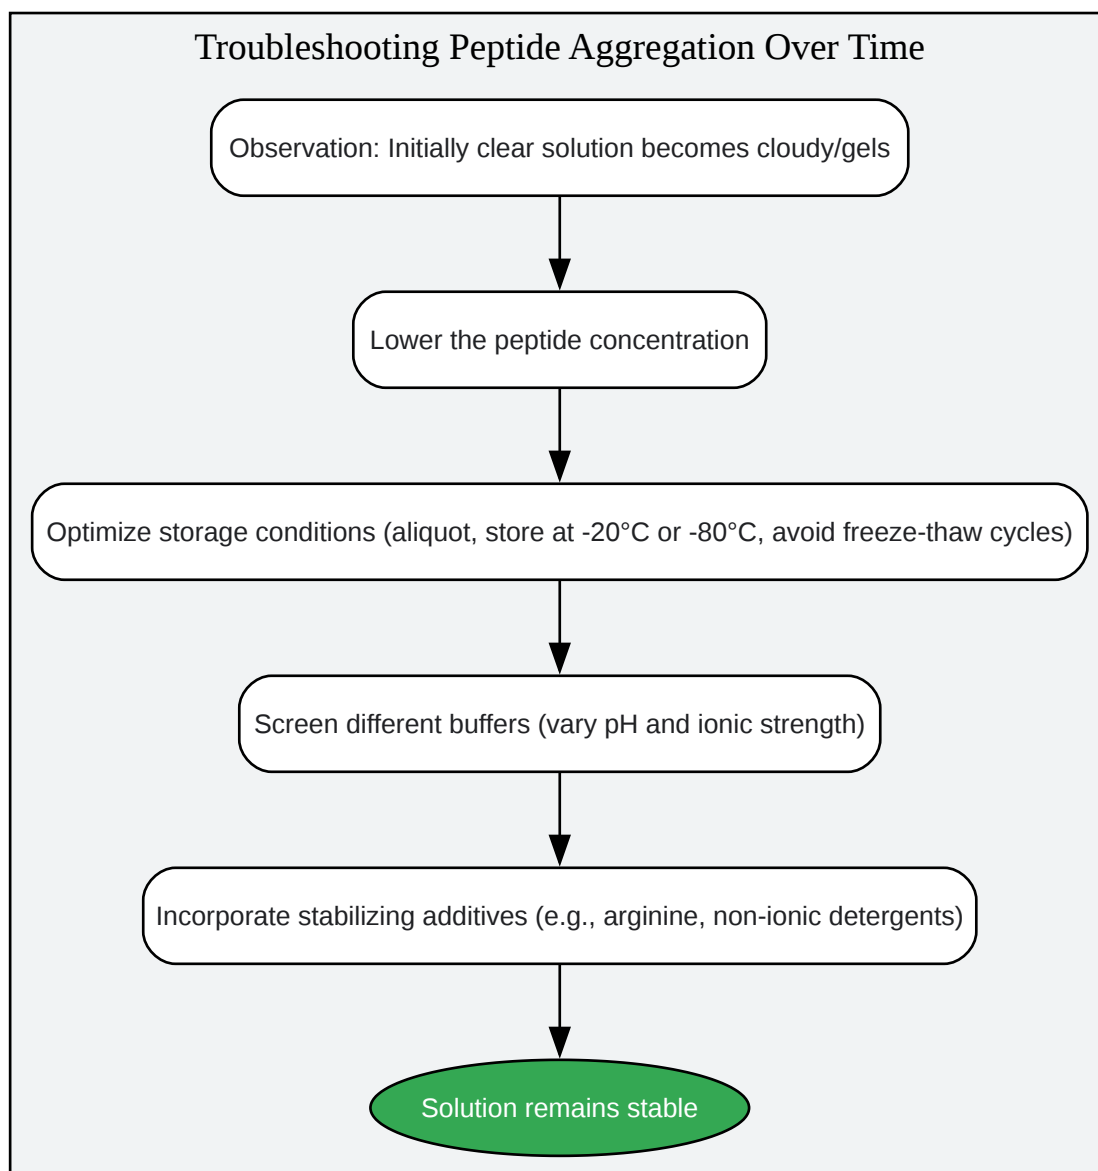 Troubleshooting Peptide Aggregation Over Time
Observation: Initially clear solution becomes cloudy/gels
Lower the peptide concentration
Optimize storage conditions (aliquot, store at -20°C or -80°C, avoid freeze-thaw cycles)
Screen different buffers (vary pH and ionic strength)
Incorporate stabilizing additives (e.g., arginine, non-ionic detergents)
Solution remains stable